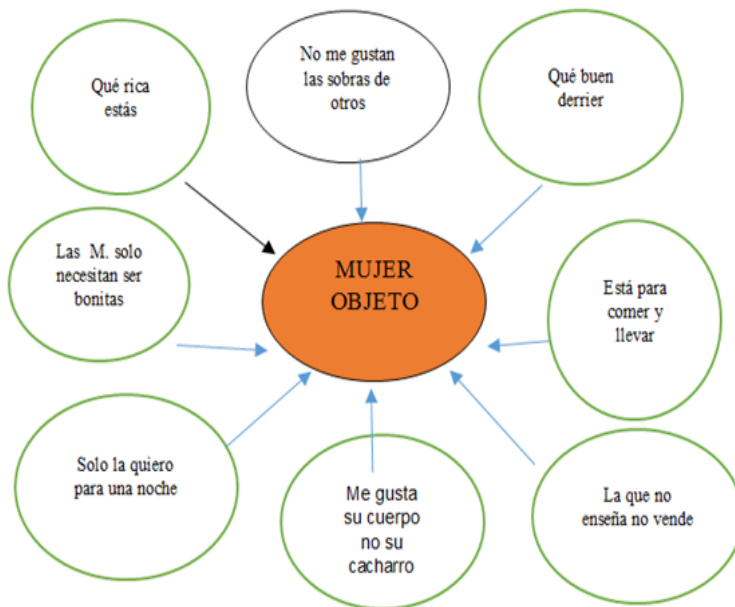 Qué rica
estás
No me gustan
las sobras de
otros
Qué buen
derrier
Las M. solo
necesitan ser
bonitas
MUJER
OBJETO
Está para
comer y
llevar
Solo la quiero
para una noche
Me gusta
su cuerpo
no su
cacharro
La que no
enseña no vende